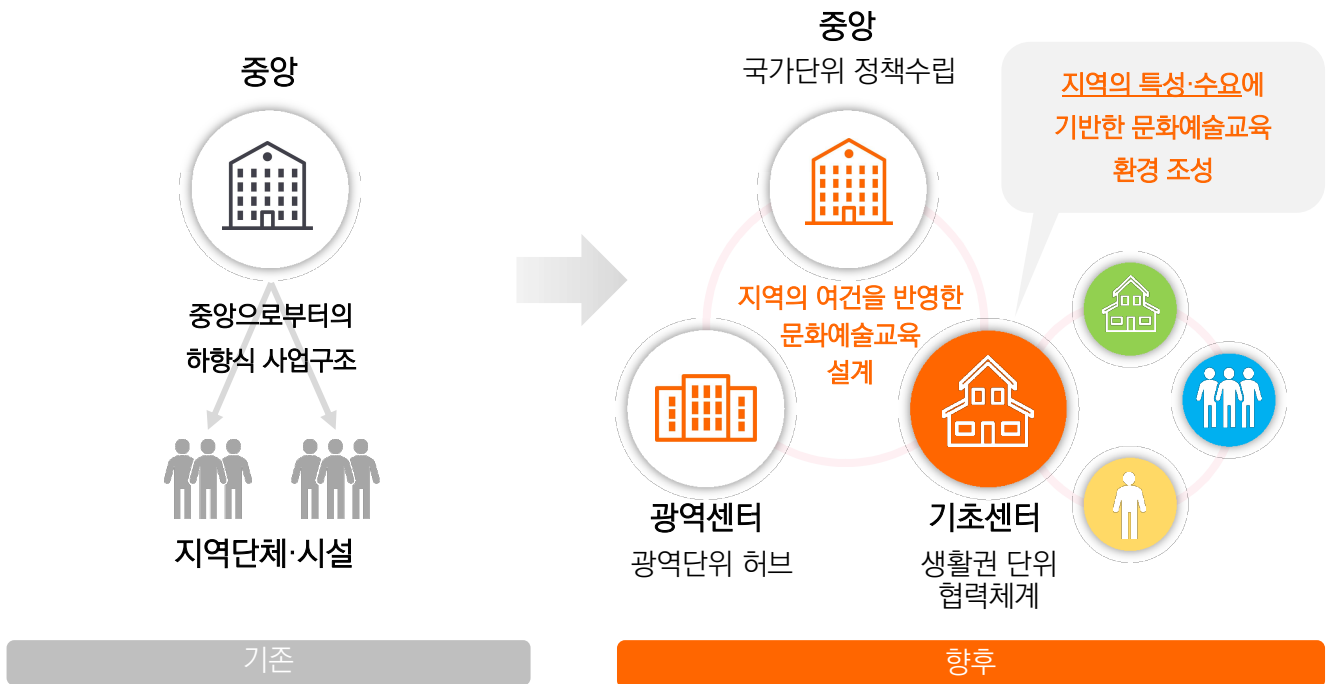 중앙
중앙으로부터의
하향식 사업구조
지역단체·시설
기존
중앙
국가단위 정책수립
지역의 특성·수요에
기반한 문화예술교육
환경 조성
지역의 여건을 반영한
문화예술교육
설계
광역센터
광역단위 허브
기초센터
생활권 단위
협력체계
향후